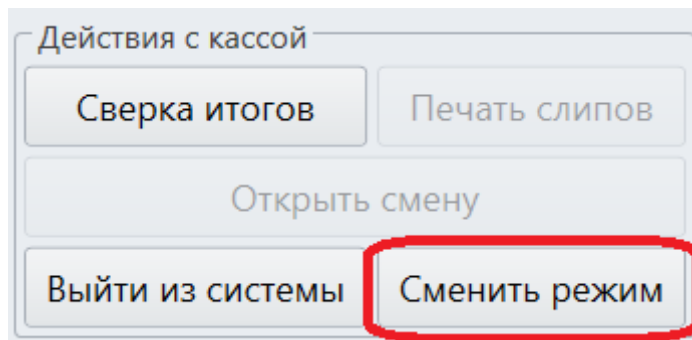 Действия с кассой
Сверка итогов Печать слипов
Открыть смену
Выйти из системы Сменить режим